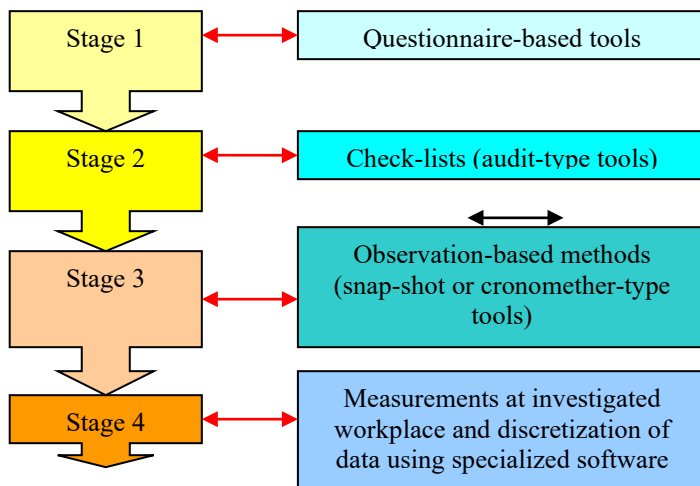 Stage 1
Questionnaire-based tools
Stage 2
Check-lists (audit-type tools)
Stage 3
Observation-based methods
(snap-shot or cronomether-type
tools)
Stage 4
Measurements at investigated
workplace and discretization of
data using specialized software